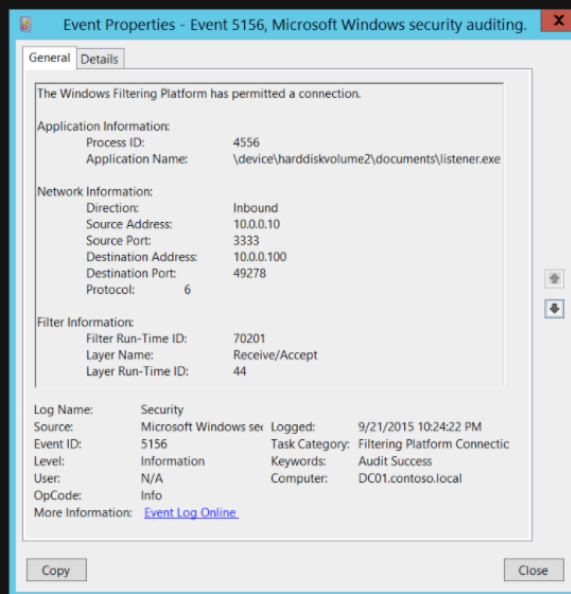 Event Properties - Event 5156, Microsoft Windows security auditing.
X
General Details
The Windows Filtering Platform has permitted a connection.
Application Information:
Process ID: 4556
Application Name: \device\harddiskvolume2\documents\listener.exe
Network Information:
Direction: Inbound
Source Address: 10.0.0.10
Source Port: 3333
Destination Address: 10.0.0.100
Destination Port: 49278
Protocol: 6
Filter Information:
Filter Run-Time ID: 70201
Layer Name: Receive/Accept
Layer Run-Time ID: 44
Log Name: Security
Source: Microsoft Windows sec Logged: 9/21/2015 10:24:22 PM
Event ID: 5156 Task Category: Filtering Platform Connectic
Level: Information Keywords: Audit Success
User: N/A Computer: DC01.contoso.local
OpCode: Info
More Information: Event Log Online
Copy Close